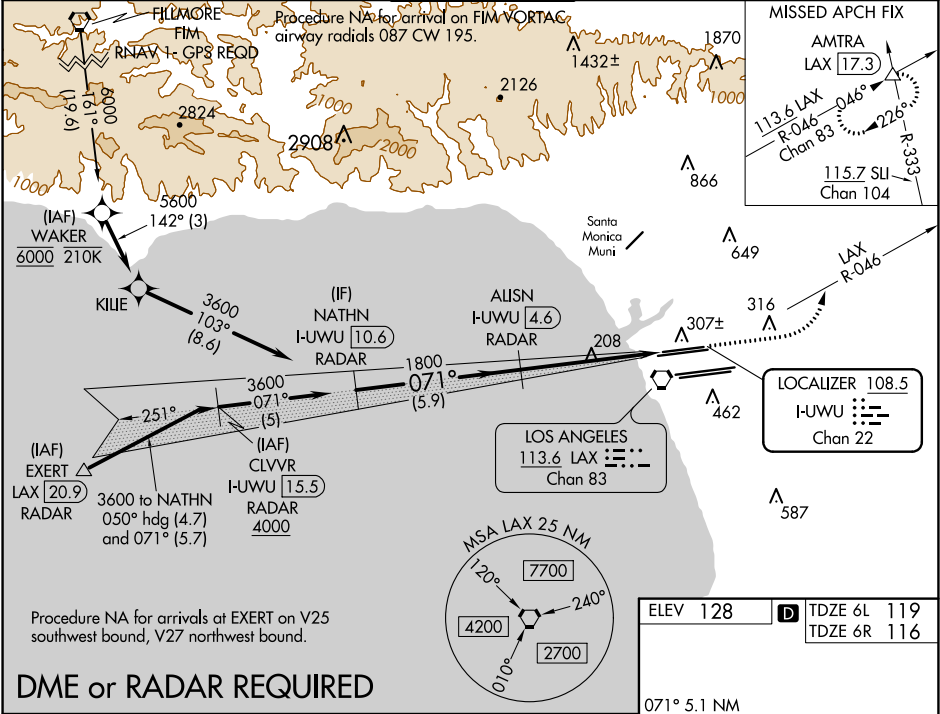 FILLMORE
FIM
RNAV 1- GPS REQD
Procedure NA for arrival on FIM VORTAC
airway radials 087 CW 195.
MISSED APCH FIX
AMTRA
LAX 17.3
046°
226°
113.6 LAX
R-046
Chan 83
R-333
115.7 SLI
Chan 104
6000
161°
(19.6)
2824
2908
1000
2000
1000
2126
1432±
1870
1000
1000
866
649
Santa
Monica
Muni
(IAF)
WAKER
6000 210K
5600
142° (3)
KILIE
3600
103°
(8.6)
(IF)
NATHN
I-UWU 10.6
RADAR
ALISN
I-UWU 4.6
RADAR
208
307±
316
LAX
R-046
1800
071°
(5.9)
3600
071°
(5)
251°
(IAF)
EXERT
LAX 20.9
RADAR
3600 to NATHN
050° hdg (4.7)
and 071° (5.7)
(IAF)
CLVVR
I-UWU 15.5
RADAR
4000
LOS ANGELES
113.6 LAX
Chan 83
462
LOCALIZER 108.5
I-UWU
Chan 22
587
MSA LAX 25 NM
120°
7700
240°
4200
2700
010°
Procedure NA for arrivals at EXERT on V25
southwest bound, V27 northwest bound.
DME or RADAR REQUIRED
ELEV 128
D
TDZE 6L 119
TDZE 6R 116
071° 5.1 NM